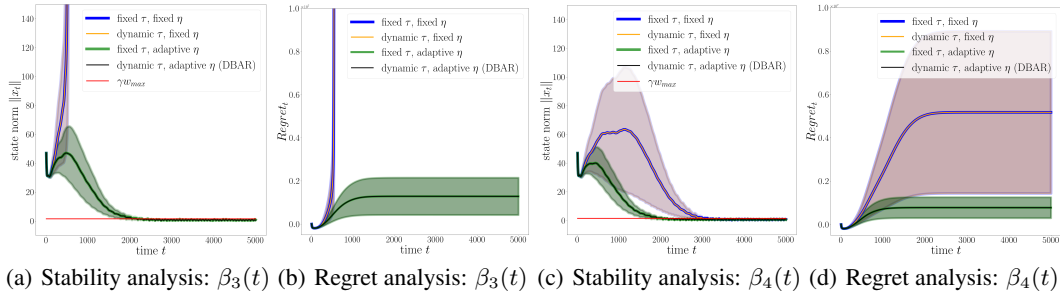 140
120
100
80
60
40
20
0
state norm ‖x_t‖
fixed τ, fixed η
dynamic τ, fixed η
fixed τ, adaptive η
dynamic τ, adaptive η (DBAR)
γw_max
0 1000 2000 3000 4000 5000
time t
(a) Stability analysis: β₃(t)
1.0
0.8
0.6
0.4
0.2
0.0
Regret_t
fixed τ, fixed η
dynamic τ, fixed η
fixed τ, adaptive η
dynamic τ, adaptive η (DBAR)
0 1000 2000 3000 4000 5000
time t
(b) Regret analysis: β₃(t)
140
120
100
80
60
40
20
0
state norm ‖x_t‖
fixed τ, fixed η
dynamic τ, fixed η
fixed τ, adaptive η
dynamic τ, adaptive η (DBAR)
γw_max
0 1000 2000 3000 4000 5000
time t
(c) Stability analysis: β₄(t)
1.0
0.8
0.6
0.4
0.2
0.0
Regret_t
fixed τ, fixed η
dynamic τ, fixed η
fixed τ, adaptive η
dynamic τ, adaptive η (DBAR)
0 1000 2000 3000 4000 5000
time t
(d) Regret analysis: β₄(t)